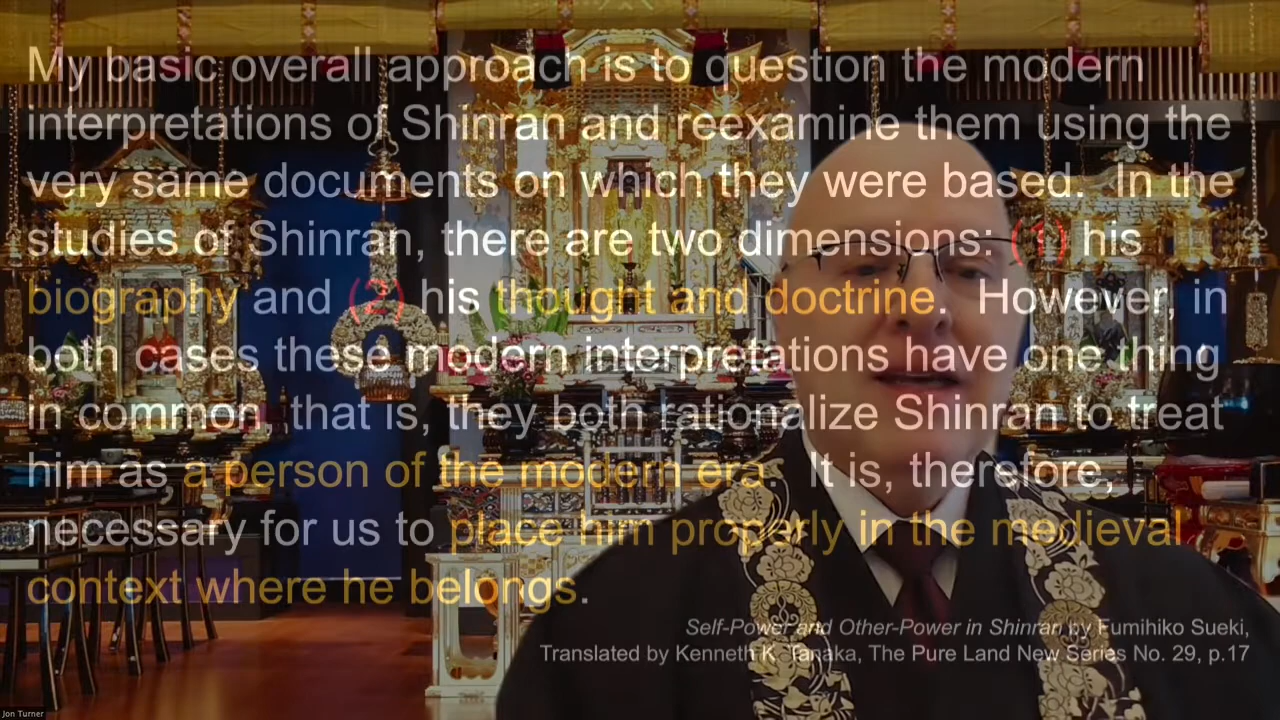 My basic overall approach is to question the modern
interpretations of Shinran and reexamine them using the
very same documents on which they were based.  In the
studies of Shinran, there are two dimensions: (1) his
biography and (2) his thought and doctrine.  However, in
both cases these modern interpretations have one thing
in common, that is, they both rationalize Shinran to treat
him as a person of the modern era.  It is, therefore,
necessary for us to place him properly in the medieval
context where he belongs.
Self-Power and Other-Power in Shinran by Fumihiko Sueki,
Translated by Kenneth K. Tanaka, The Pure Land New Series No. 29, p.17
Jon Turner